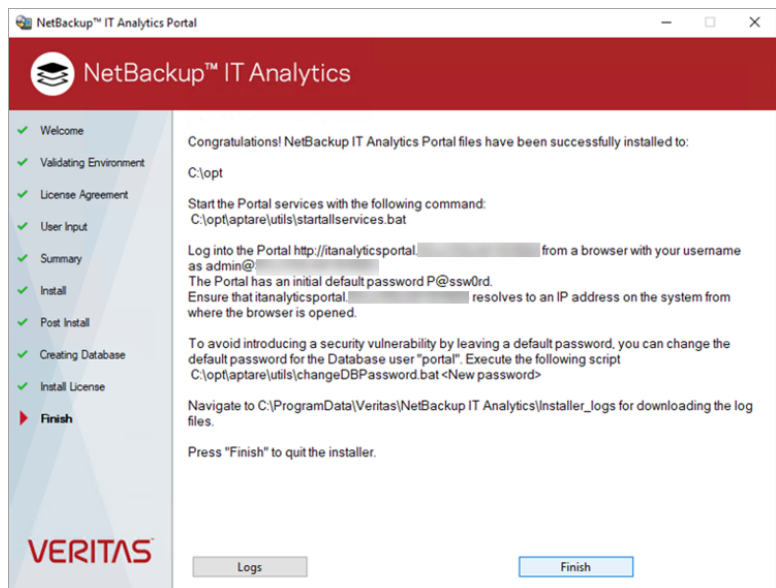 NetBackup™ IT Analytics Portal
NetBackup™ IT Analytics
Welcome
Validating Environment
License Agreement
User Input
Summary
Install
Post Install
Creating Database
Install License
Finish
Congratulations! NetBackup IT Analytics Portal files have been successfully installed to:
C:\opt
Start the Portal services with the following command:
C:\opt\aptare\utils\startallservices.bat
Log into the Portal http://itanalyticsportal. from a browser with your username
as admin@
The Portal has an initial default password P@ssw0rd.
Ensure that itanalyticsportal. resolves to an IP address on the system from
where the browser is opened.
To avoid introducing a security vulnerability by leaving a default password, you can change the
default password for the Database user "portal". Execute the following script
C:\opt\aptare\utils\changeDBPassword.bat <New password>
Navigate to C:\ProgramData\Veritas\NetBackup IT Analytics\Installer_logs for downloading the log
files.
Press "Finish" to quit the installer.
VERITAS
Logs
Finish